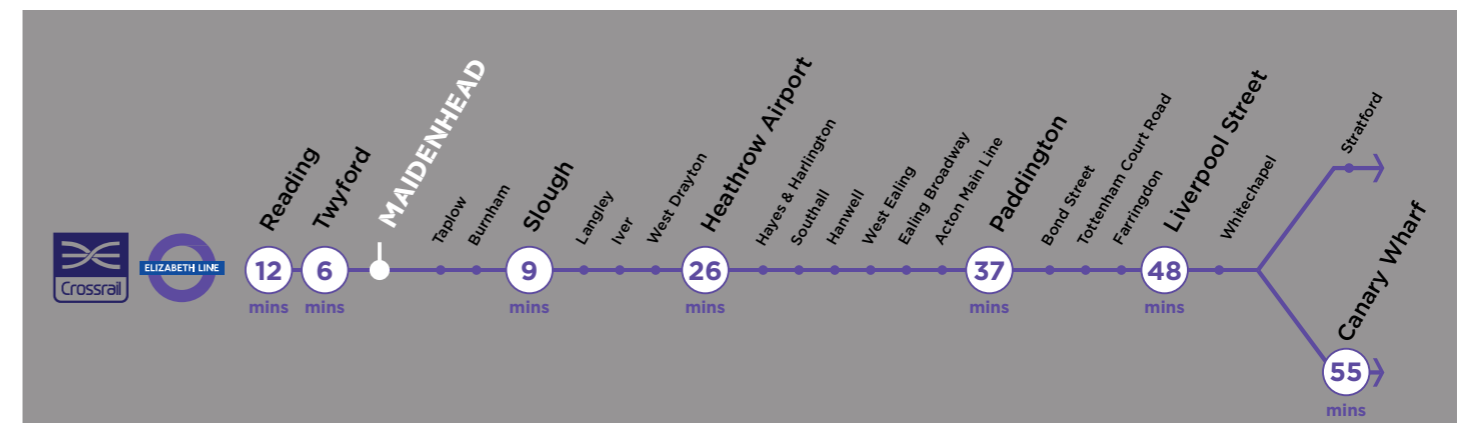 Crossrail
ELIZABETH LINE
Reading
12
mins
Twyford
6
mins
MAIDENHEAD
Taplow
Burnham
Slough
9
mins
Langley
Iver
West Drayton
Heathrow Airport
26
mins
Hayes & Harlington
Southall
Hanwell
West Ealing
Ealing Broadway
Acton Main Line
Paddington
37
mins
Bond Street
Tottenham Court Road
Farringdon
Liverpool Street
48
mins
Whitechapel
Stratford
Canary Wharf
55
mins